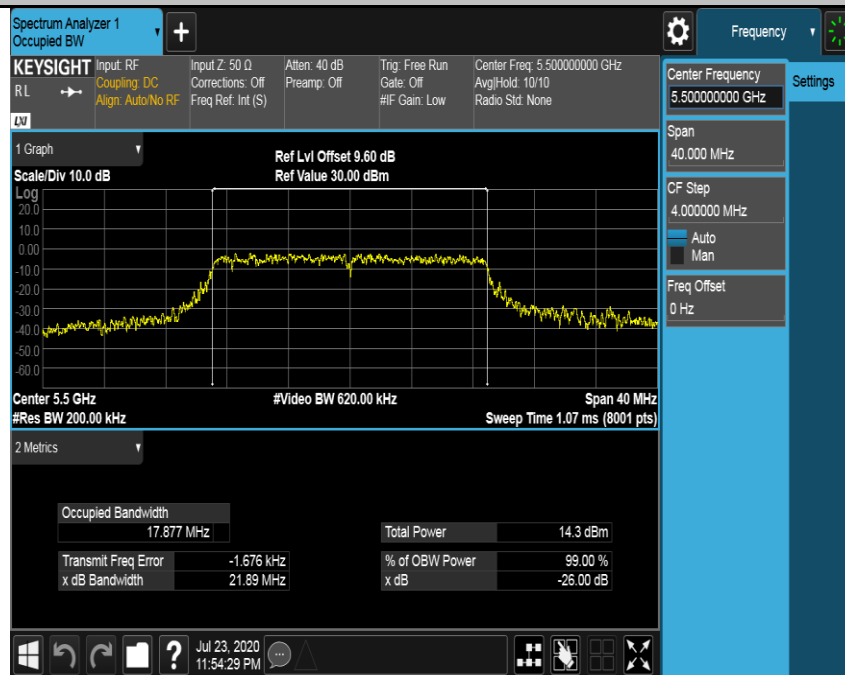 Spectrum Analyzer 1
Occupied BW
+
Frequency
KEYSIGHT
RL
LXI
Input: RF
Coupling: DC
Align: Auto/No RF
Input Z: 50 Ω
Corrections: Off
Freq Ref: Int (S)
Atten: 40 dB
Preamp: Off
Trig: Free Run
Gate: Off
#IF Gain: Low
Center Freq: 5.500000000 GHz
Avg|Hold: 10/10
Radio Std: None
Center Frequency
5.500000000 GHz
Settings
Span
40.000 MHz
CF Step
4.000000 MHz
Auto
Man
Freq Offset
0 Hz
1 Graph
Scale/Div 10.0 dB
Ref Lvl Offset 9.60 dB
Ref Value 30.00 dBm
Log
20.0
10.0
0.00
-10.0
-20.0
-30.0
-40.0
-50.0
-60.0
Center 5.5 GHz
#Video BW 620.00 kHz
Span 40 MHz
#Res BW 200.00 kHz
Sweep Time 1.07 ms (8001 pts)
2 Metrics
Occupied Bandwidth
17.877 MHz
Total Power 14.3 dBm
Transmit Freq Error -1.676 kHz
% of OBW Power 99.00 %
x dB Bandwidth 21.89 MHz
x dB -26.00 dB
?
Jul 23, 2020
11:54:29 PM